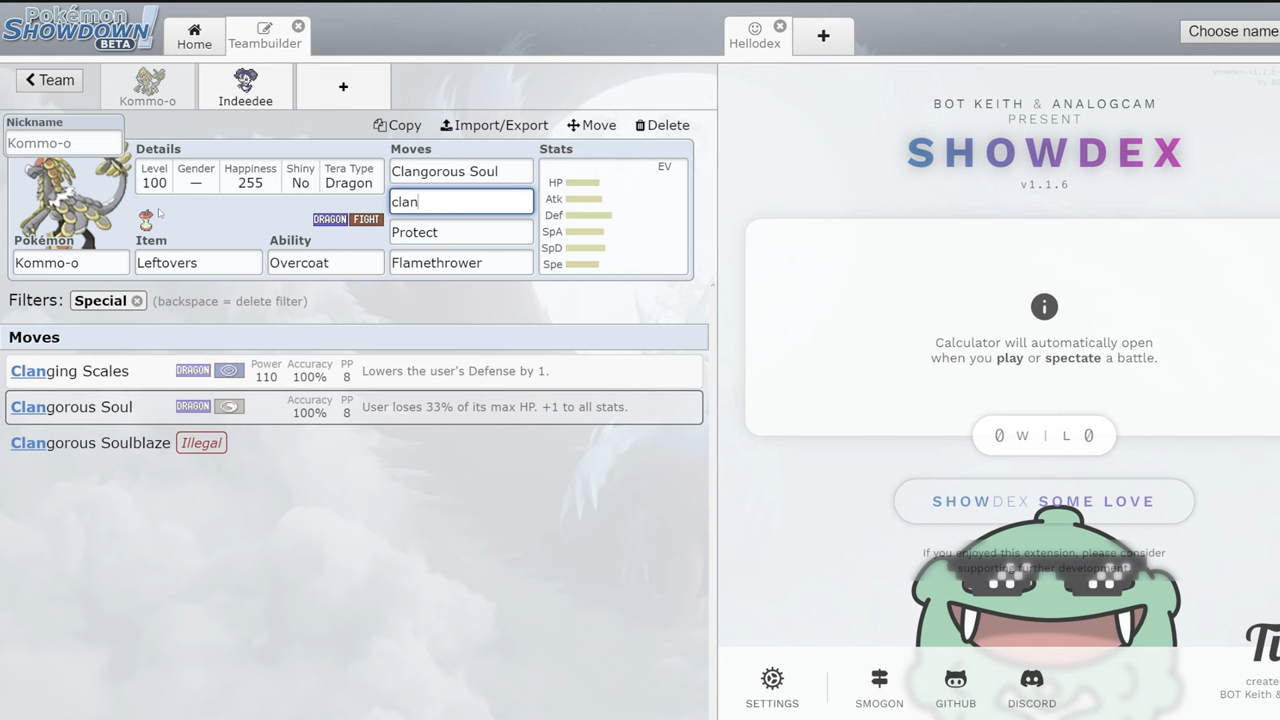 Pokémon
SHOWDOWN!
BETA
Home
Teambuilder
Hellodex
Choose name
Team
Kommo-o
Indeedee
+
+
Nickname
Kommo-o
Copy
Import/Export
Move
Delete
Details
Level
100
Gender
—
Happiness
255
Shiny
No
Tera Type
Dragon
DRAGON
FIGHT
Pokémon
Kommo-o
Item
Leftovers
Ability
Overcoat
Moves
Clangorous Soul
clan
Protect
Flamethrower
Stats
EV
HP
Atk
Def
SpA
SpD
Spe
Filters: Special (backspace = delete filter)
Moves
Clanging Scales DRAGON Power 110 Accuracy 100% PP 8 Lowers the user's Defense by 1.
Clangorous Soul DRAGON Accuracy 100% PP 8 User loses 33% of its max HP. +1 to all stats.
Clangorous Soulblaze Illegal
BOT KEITH & ANALOGCAM
PRESENT
SHOWDEX
v1.1.6
Calculator will automatically open
when you play or spectate a battle.
0 W | L 0
SHOWDEX SOME LOVE
If you enjoyed this extension, please consider
supporting further development!
SETTINGS
SMOGON
GITHUB
DISCORD
create
BOT Keith &